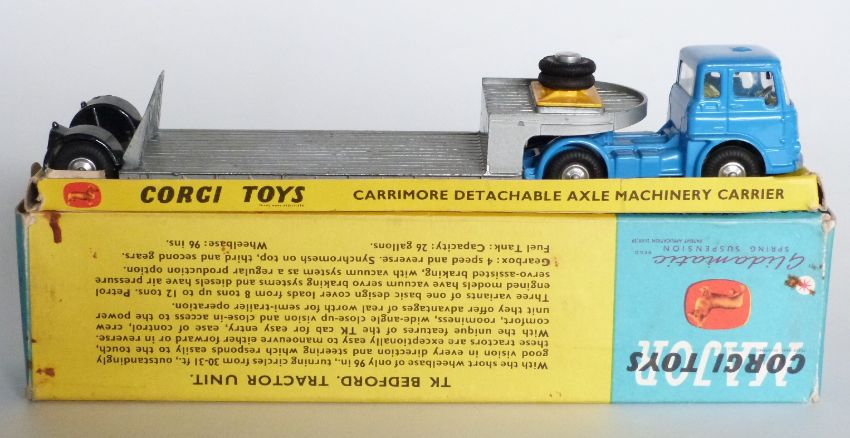 CORGI TOYS
CARRIMORE DETACHABLE AXLE MACHINERY CARRIER
TK BEDFORD. TRACTOR UNIT.
With the short wheelbase of only 96 in., turning circles from 30-31 ft., outstandingly
good vision in every direction and steering which responds easily to the touch,
these tractors are exceptionally easy to manoeuvre either forward or in reverse.
With the unique features of the TK cab for easy entry, ease of control, crew
comfort, roominess, wide-angle close-up vision and close-in access to the power
unit they offer advantages of real worth for semi-trailer operation.
Three variants of one basic design cover loads from 8 tons up to 12 tons. Petrol
engined models have vacuum servo braking systems and diesels have air pressure
-servo-assisted braking, with vacuum system as a regular production option.
Gearbox: 4 speed and reverse. Synchromesh on top, third and second gears.
Fuel Tank: Capacity 26 gallons. Wheelbase: 96 ins.
CORGI TOYS
MAJOR
Glidamatic
SPRING SUSPENSION